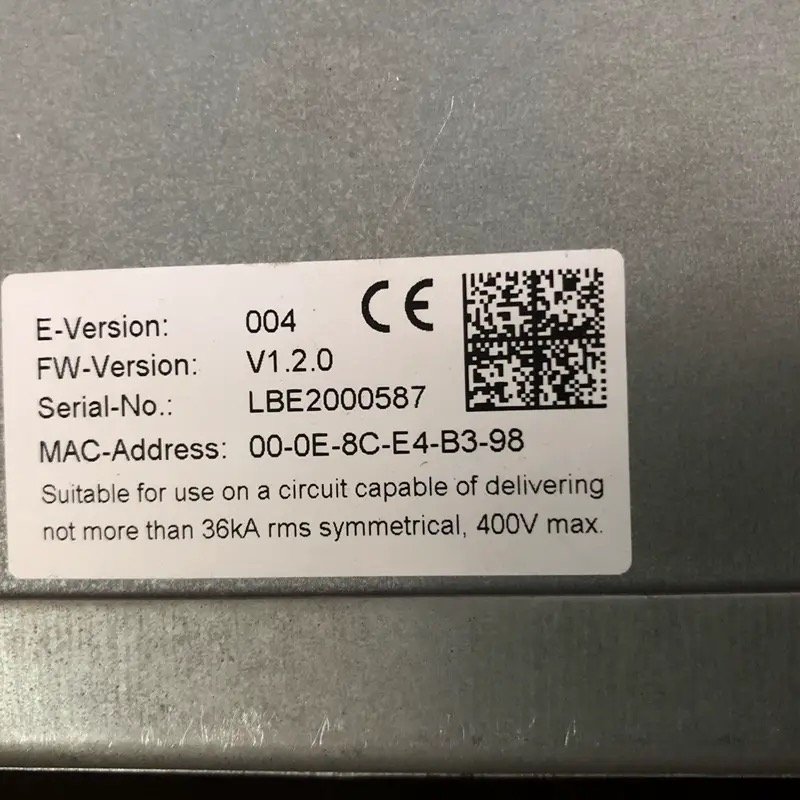 CE
E-Version: 004
FW-Version: V1.2.0
Serial-No.: LBE2000587
MAC-Address: 00-0E-8C-E4-B3-98
Suitable for use on a circuit capable of delivering
not more than 36kA rms symmetrical, 400V max.